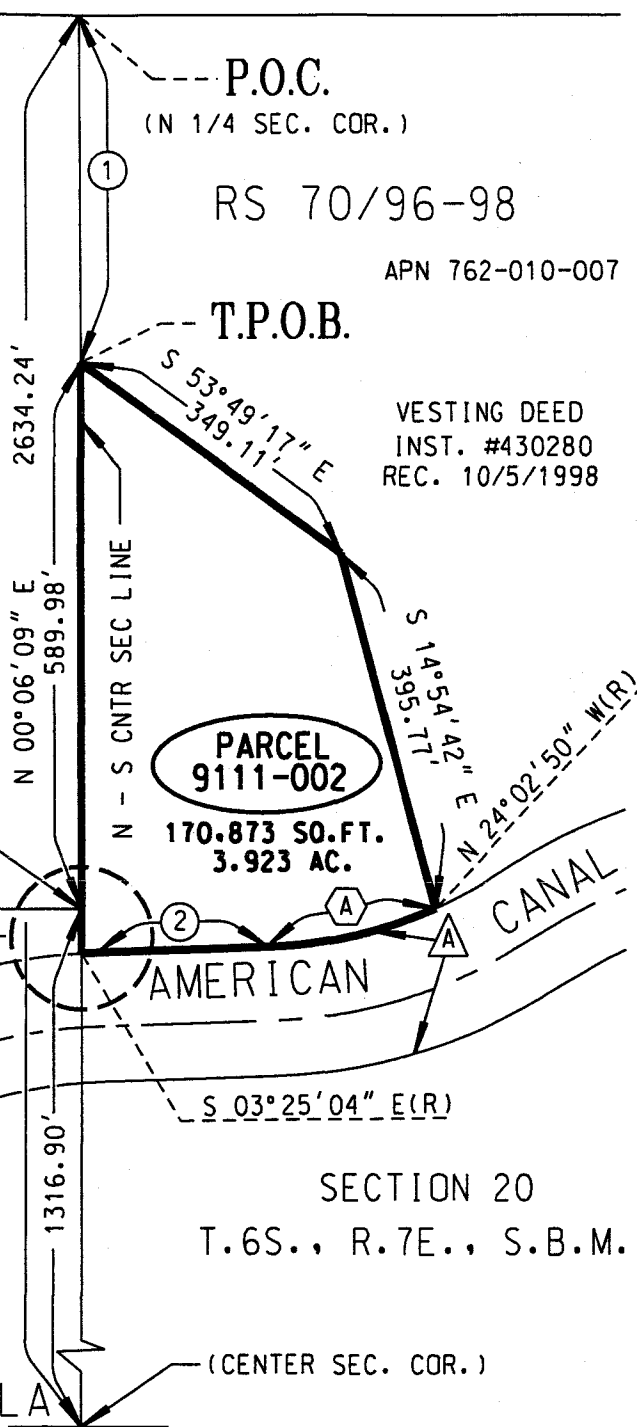 P.O.C.
(N 1/4 SEC. COR.)
1
RS 70/96-98
APN 762-010-007
T.P.O.B.
S 53°49'17" E
349.11'
VESTING DEED
INST. #430280
REC. 10/5/1998
2634.24'
N 00°06'09" E
589.98'
N - S CNTR SEC LINE
S 14°54'42" E
395.77'
N 24°02'50" W(R)
PARCEL
9111-002
170,873 SQ.FT.
3.923 AC.
2
A
A
AMERICAN CANAL
S 03°25'04" E(R)
1316.90'
SECTION 20
T.6S., R.7E., S.B.M.
(CENTER SEC. COR.)
LA